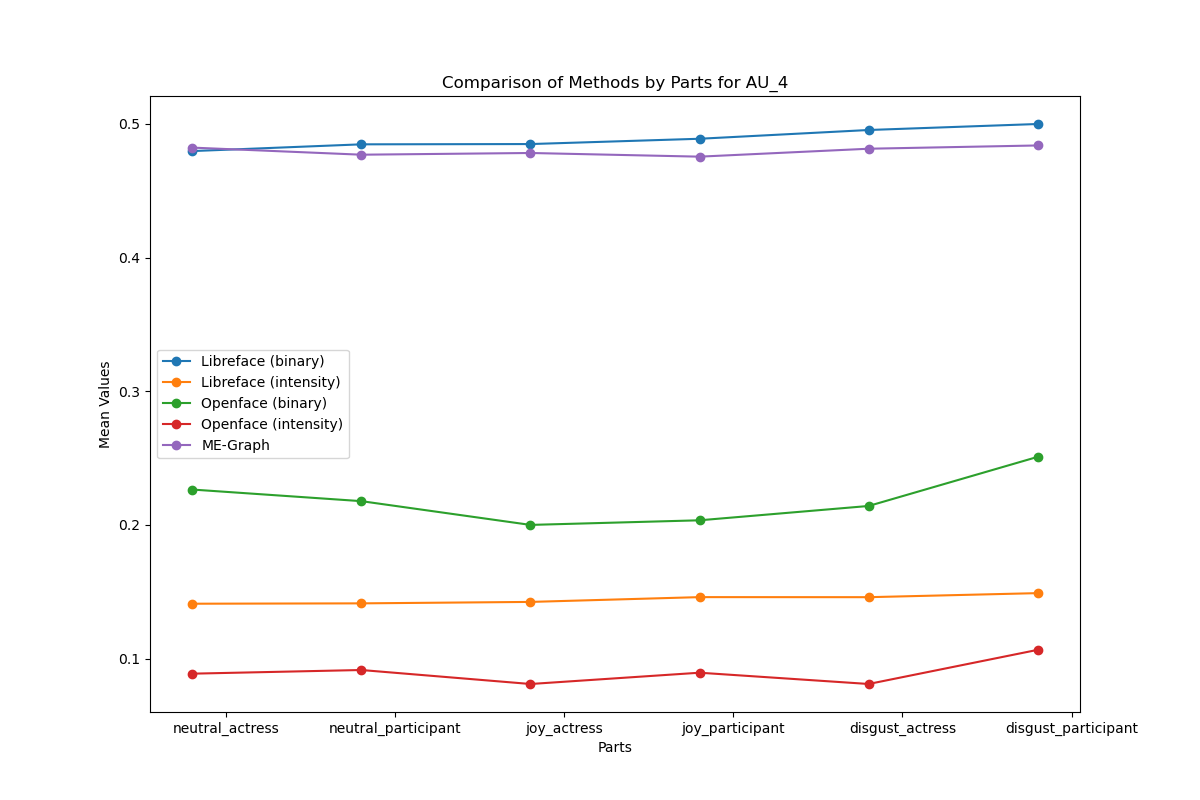 Comparison of Methods by Parts for AU_4
0.5
0.4
0.3
0.2
0.1
Mean Values
Libreface (binary)
Libreface (intensity)
Openface (binary)
Openface (intensity)
ME-Graph
neutral_actress neutral_participant joy_actress joy_participant disgust_actress disgust_participant
Parts